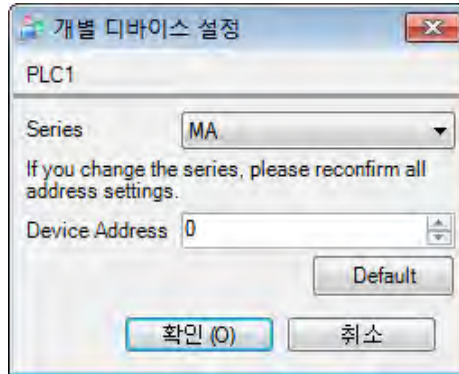 개별 디바이스 설정
PLC1
Series MA
If you change the series, please reconfirm all
address settings.
Device Address 0
Default
확인 (O) 취소